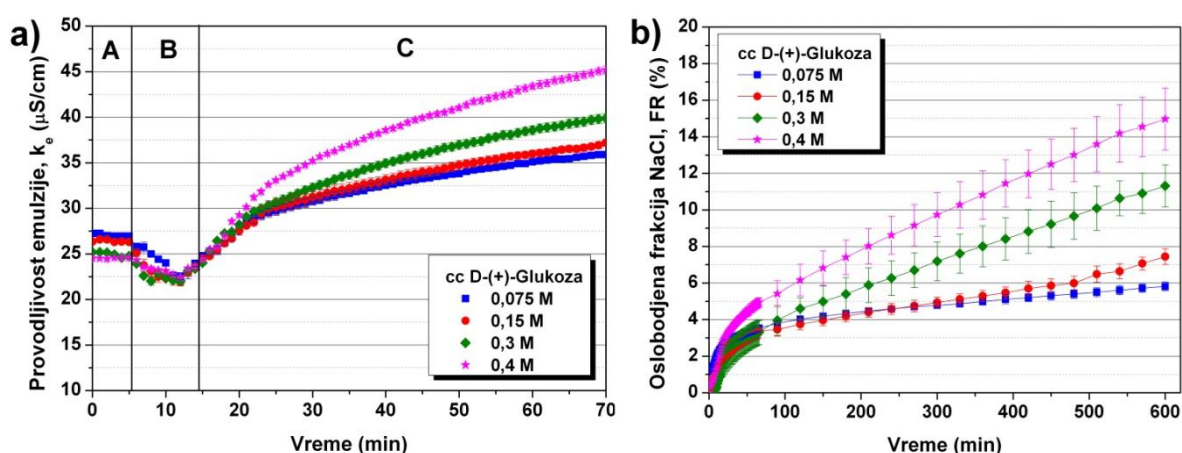 a)
A
B
C
Provodljivost emulzije, kₑ (µS/cm)
50
45
40
35
30
25
20
15
10
0 10 20 30 40 50 60 70
Vreme (min)
cc D-(+)-Glukoza
0,075 M
0,15 M
0,3 M
0,4 M
b)
Oslobodjena frakcija NaCl, FR (%)
20
18
16
14
12
10
8
6
4
2
0
0 100 200 300 400 500 600
Vreme (min)
cc D-(+)-Glukoza
0,075 M
0,15 M
0,3 M
0,4 M